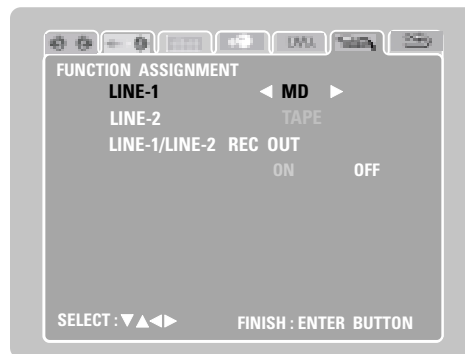 FUNCTION ASSIGNMENT
LINE-1 ◀ MD ▶
LINE-2 TAPE
LINE-1/LINE-2 REC OUT
ON OFF
SELECT : ▼▲◀▶ FINISH : ENTER BUTTON